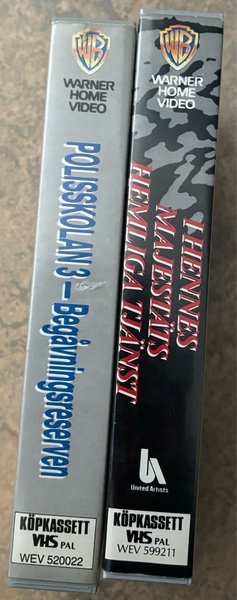 WB
WARNER
HOME
VIDEO
POLISSKOLAN 3 – Begåvningsreserven
KÖPKASSETT
VHS PAL
WEV 520022
WB
WARNER
HOME
VIDEO
I HENNES
MAJESTÄTS
HEMLIGA TJÄNST
UA
United Artists
KÖPKASSETT
VHS PAL
WEV 599211